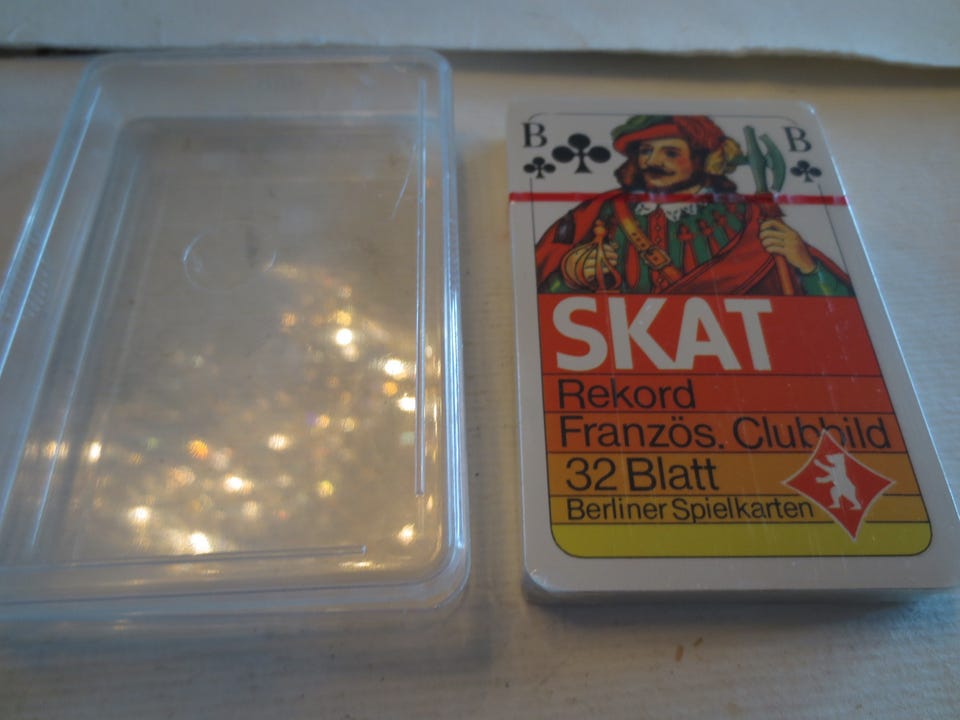 B B
SKAT
Rekord
Französ. Clubbild
32 Blatt
Berliner Spielkarten